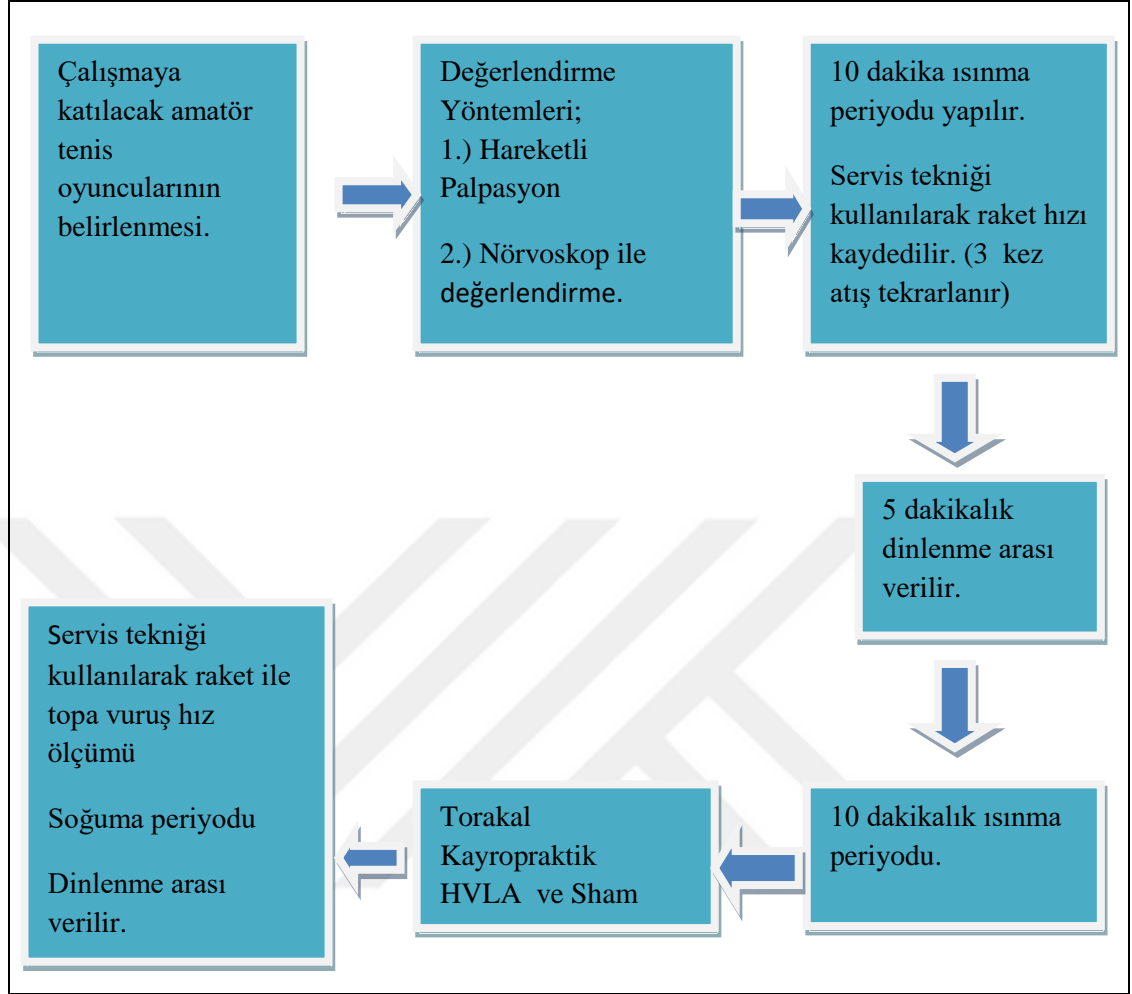 Çalışmaya
katılacak amatör
tenis
oyuncularının
belirlenmesi.
Değerlendirme
Yöntemleri;
1.) Hareketli
Palpasyon
2.) Nörvoskop ile
değerlendirme.
10 dakika ısınma
periyodu yapılır.
Servis tekniği
kullanılarak raket hızı
kaydedilir. (3 kez
atış tekrarlanır)
5 dakikalık
dinlenme arası
verilir.
10 dakikalık ısınma
periyodu.
Torakal
Kayropraktik
HVLA ve Sham
Servis tekniği
kullanılarak raket ile
topa vuruş hız
ölçümü
Soğuma periyodu
Dinlenme arası
verilir.